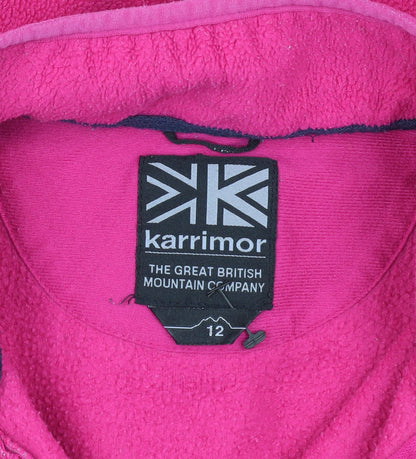 karrimor
THE GREAT BRITISH
MOUNTAIN COMPANY
12